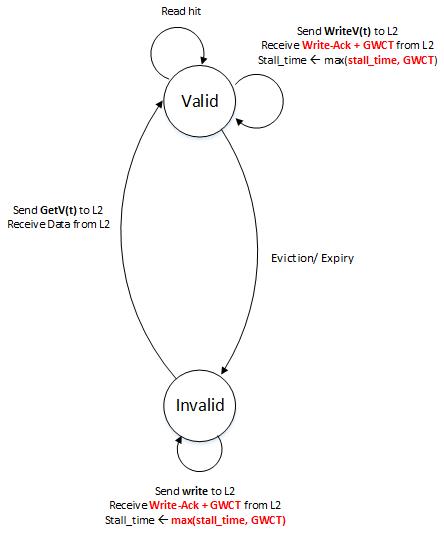 Read hit
Send WriteV(t) to L2
Receive Write-Ack + GWCT from L2
Stall_time ← max(stall_time, GWCT)
Valid
Send GetV(t) to L2
Receive Data from L2
Eviction/ Expiry
Invalid
Send write to L2
Receive Write-Ack + GWCT from L2
Stall_time ← max(stall_time, GWCT)